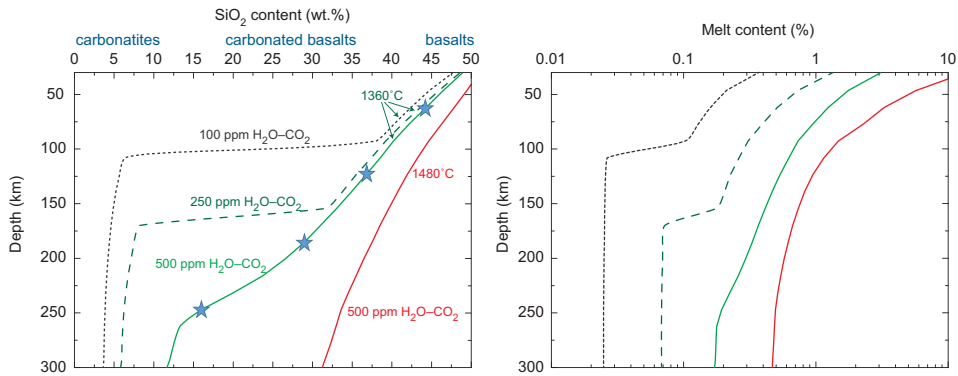 SiO2 content (wt.%)
carbonatites carbonated basalts basalts
0 5 10 15 20 25 30 35 40 45 50
Depth (km)
50
100
150
200
250
300
1360°C
100 ppm H2O–CO2
1480°C
250 ppm H2O–CO2
500 ppm H2O–CO2
500 ppm H2O–CO2
Melt content (%)
0.01 0.1 1 10
Depth (km)
50
100
150
200
250
300